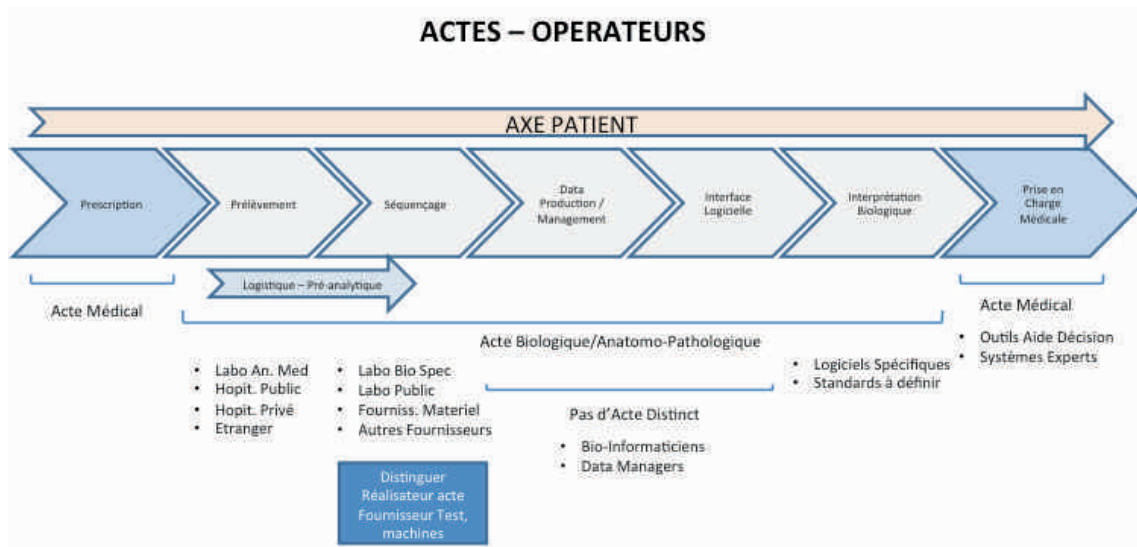 ACTES – OPERATEURS
AXE PATIENT
Prescription
Prélèvement
Séquençage
Data
Production /
Management
Interface
Logicielle
Interprétation
Biologique
Prise en
Charge
Médicale
Logistique – Pré-analytique
Acte Médical
Acte Biologique/Anatomo-Pathologique
Acte Médical
• Outils Aide Décision
• Systèmes Experts
• Labo An. Med
• Hopit. Public
• Hopit. Privé
• Etranger
• Labo Bio Spec
• Labo Public
• Fourniss. Materiel
• Autres Fournisseurs
Pas d'Acte Distinct
• Bio-Informaticiens
• Data Managers
• Logiciels Spécifiques
• Standards à définir
Distinguer
Réalisateur acte
Fournisseur Test,
machines